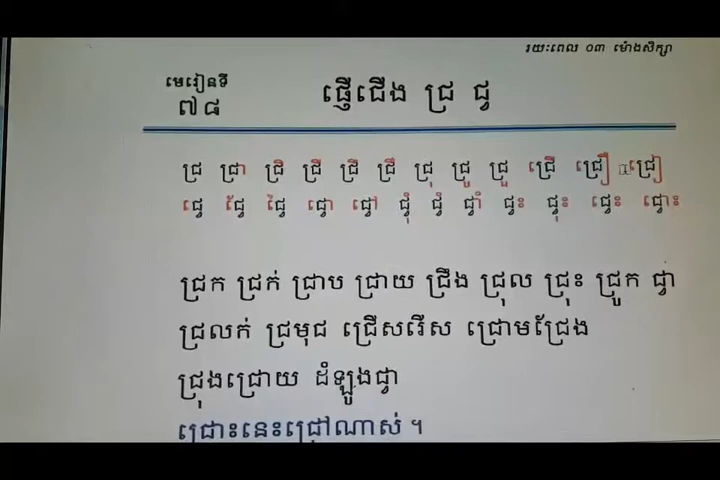 រយៈពេល ០៣ ម៉ោងសិក្សា
មេរៀនទី
៧៨
ផ្ញើជើង ជ្រ ជ្វ
ជ្រ ជ្រា ជ្រិ ជ្រី ជ្រឹ ជ្រឺ ជ្រុ ជ្រូ ជ្រួ ជ្រើ ជ្រឿ ជ្រៀ
ជ្វេ ជ្វែ ជ្វៃ ជ្វោ ជ្វៅ ជ្វុំ ជ្វំ ជ្វាំ ជ្វះ ជ្វុះ ជ្វេះ ជ្វោះ
ជ្រក ជ្រក់ ជ្រាប ជ្រាយ ជ្រឹង ជ្រុល ជ្រុះ ជ្រូក ជ្វា
ជ្រលក់ ជ្រមុជ ជ្រើសរើស ជ្រោមជ្រែង
ជ្រុងជ្រោយ ដំឡូងជ្វា
ជ្រោះនេះជ្រៅណាស់ ។